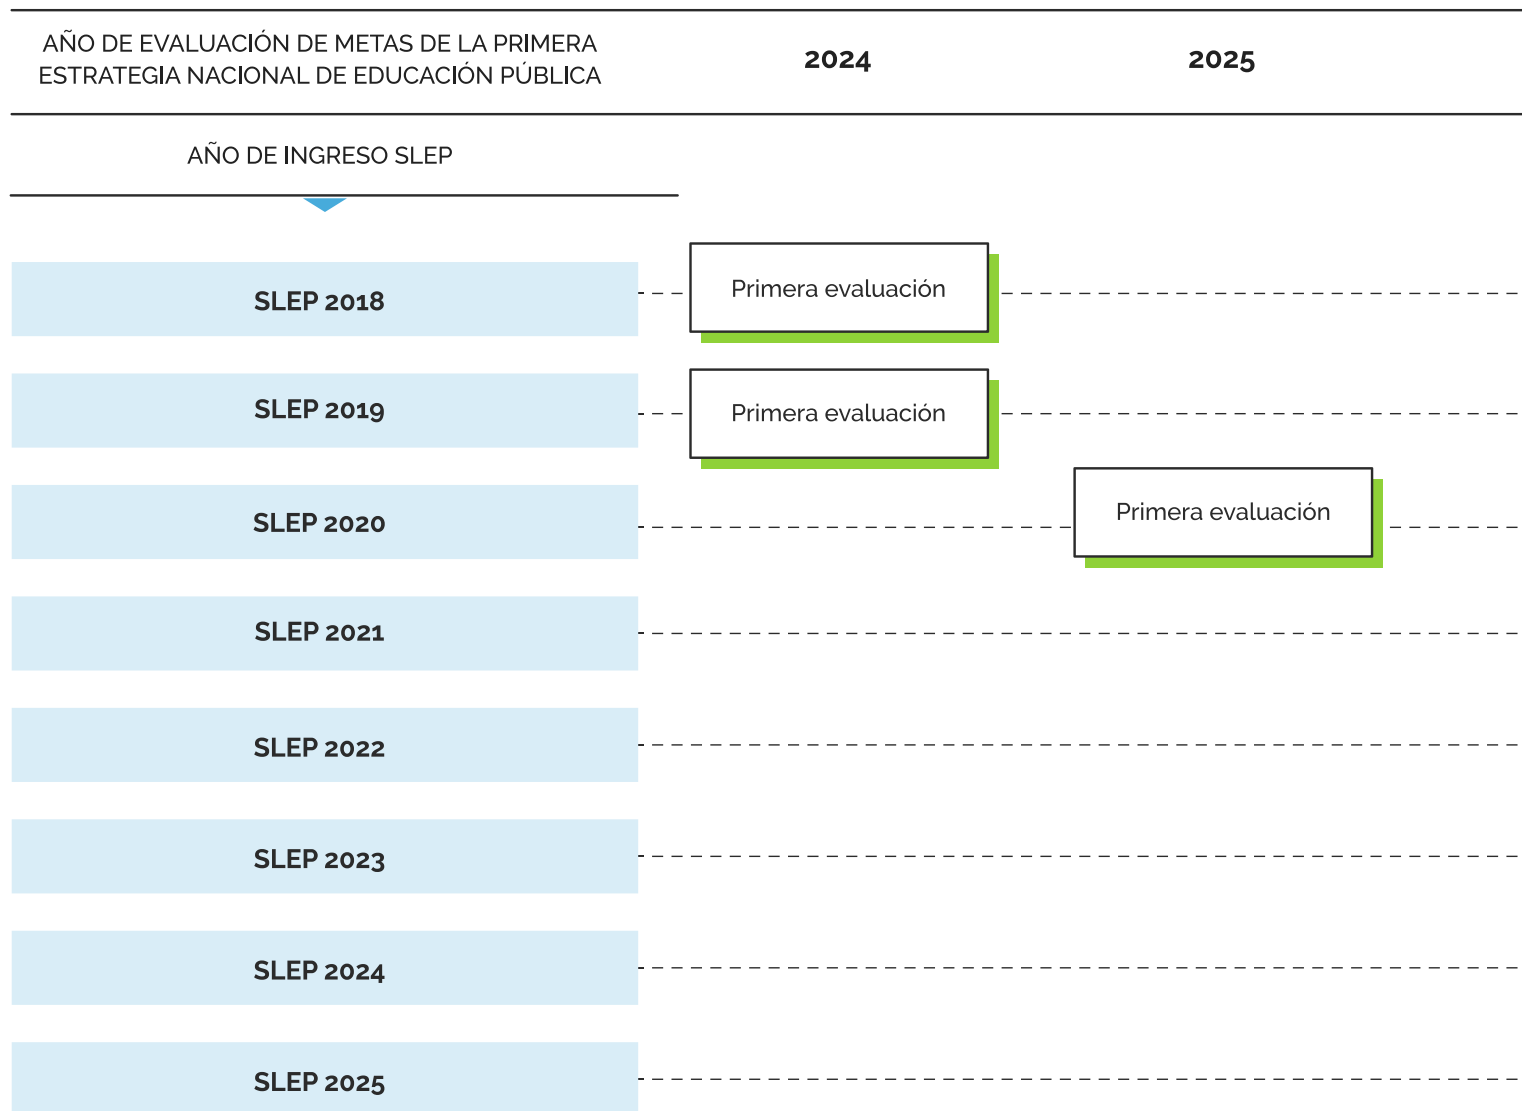 AÑO DE EVALUACIÓN DE METAS DE LA PRIMERA
ESTRATEGIA NACIONAL DE EDUCACIÓN PÚBLICA
2024
2025
AÑO DE INGRESO SLEP
SLEP 2018
Primera evaluación
SLEP 2019
Primera evaluación
SLEP 2020
Primera evaluación
SLEP 2021
SLEP 2022
SLEP 2023
SLEP 2024
SLEP 2025